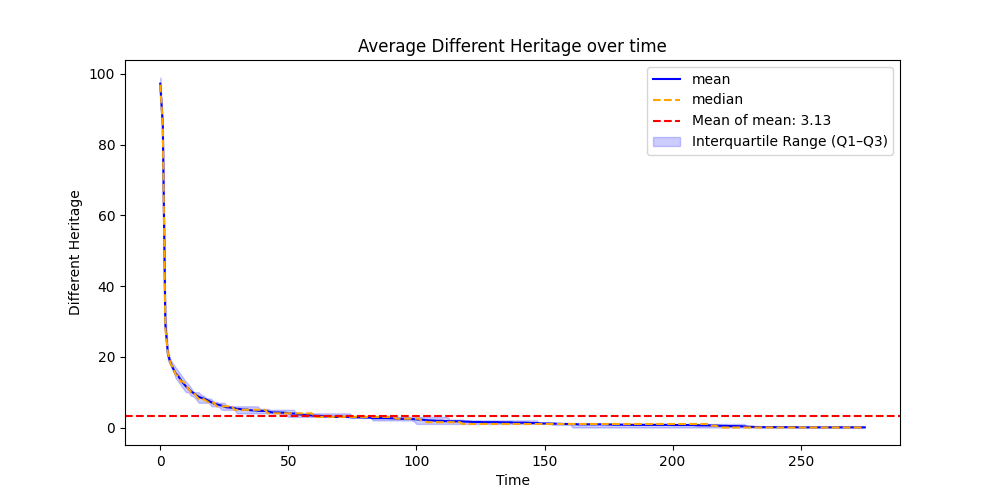 Average Different Heritage over time
mean
median
Mean of mean: 3.13
Interquartile Range (Q1–Q3)
Different Heritage
100
80
60
40
20
0
0 50 100 150 200 250
Time